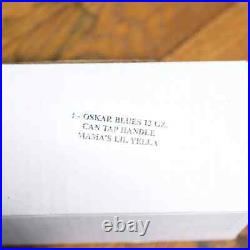 1 - OSKAR BLUES 12 OZ.
CAN TAP HANDLE
MAMA'S LIL YELLA